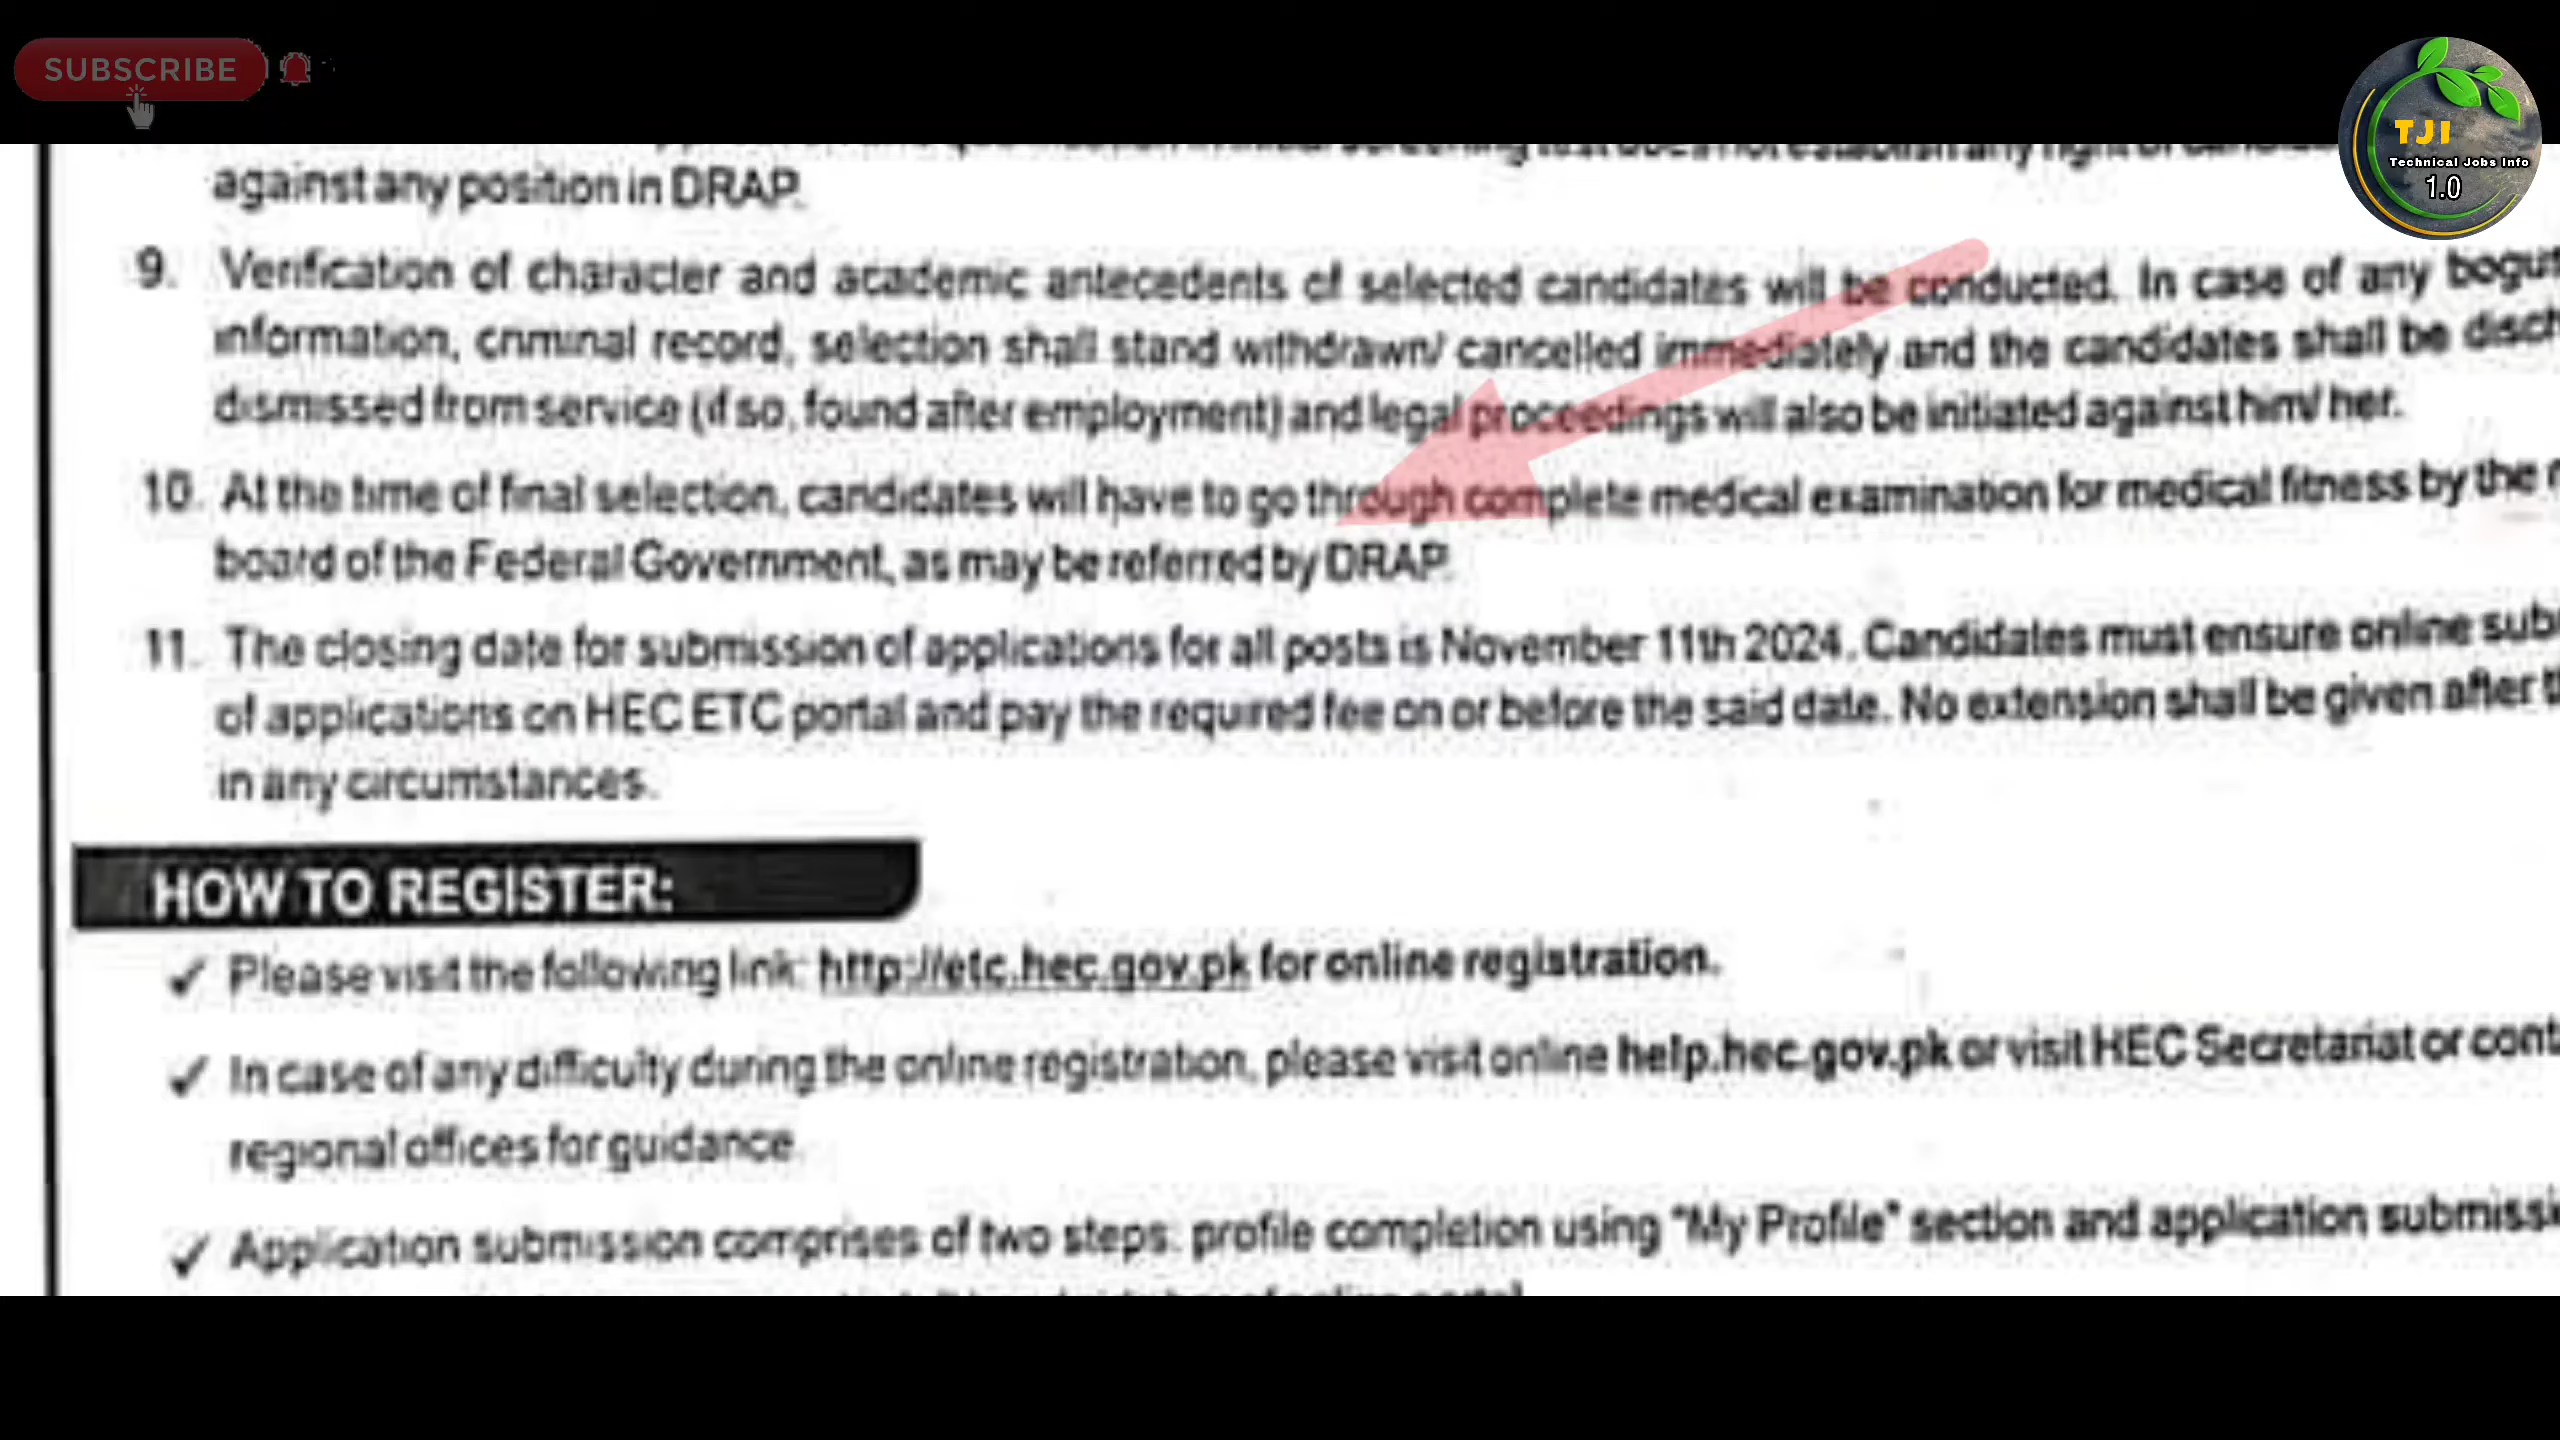 SUBSCRIBE
TJI
Technical Jobs Info
1.0
against any position in DRAP.
9. Verification of character and academic antecedents of selected candidates will be conducted. In case of any
information, criminal record, selection shall stand withdrawn/ cancelled immediately and the candidates shall be
dismissed from service (if so, found after employment) and legal proceedings will also be initiated against him/ her.
10. At the time of final selection, candidates will have to go through complete medical examination for medical fitness by the
board of the Federal Government, as may be referred by DRAP.
11. The closing date for submission of applications for all posts is November 11th 2024. Candidates must ensure online
of applications on HEC ETC portal and pay the required fee on or before the said date. No extension shall be given after
in any circumstances.
HOW TO REGISTER:
✓ Please visit the following link: http://etc.hec.gov.pk for online registration.
✓ In case of any difficulty during the online registration, please visit online help.hec.gov.pk or visit HEC Secretariat or
regional offices for guidance.
✓ Application submission comprises of two steps: profile completion using "My Profile" section and application